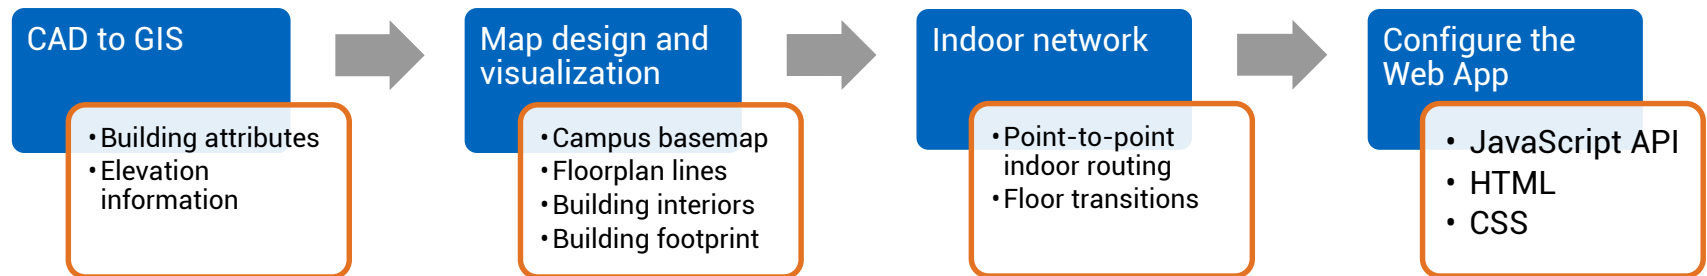 CAD to GIS
• Building attributes
• Elevation
information
Map design and
visualization
• Campus basemap
• Floorplan lines
• Building interiors
• Building footprint
Indoor network
• Point-to-point
indoor routing
• Floor transitions
Configure the
Web App
• JavaScript API
• HTML
• CSS